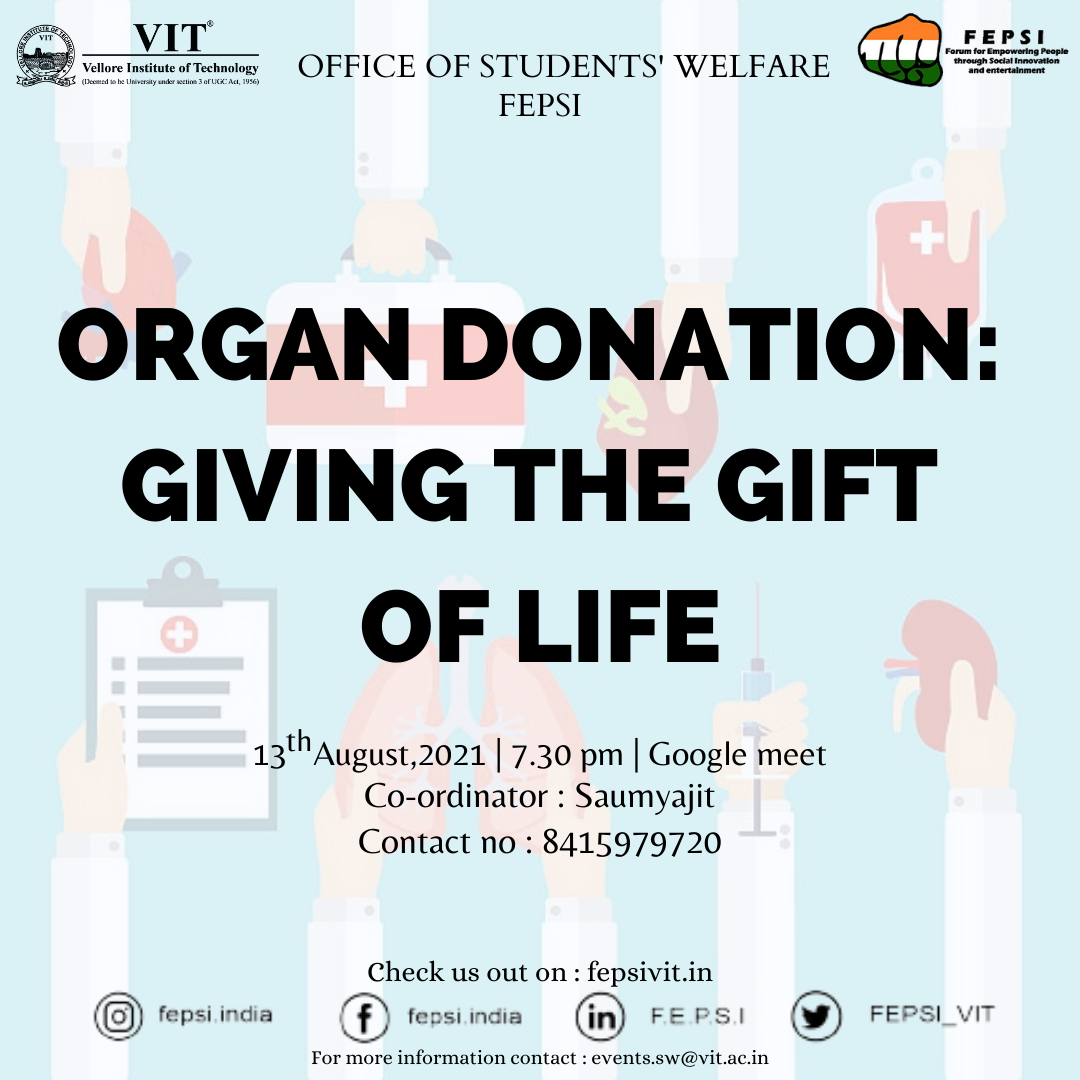 VIT®
Vellore Institute of Technology
(Deemed to be University under section 3 of UGC Act, 1956)
OFFICE OF STUDENTS' WELFARE
FEPSI
FEPSI
Forum for Empowering People
through Social Innovation
and entertainment
ORGAN DONATION:
GIVING THE GIFT
OF LIFE
13th August,2021 | 7.30 pm | Google meet
Co-ordinator : Saumyajit
Contact no : 8415979720
Check us out on : fepsivit.in
fepsi.india fepsi.india F.E.P.S.I FEPSI_VIT
For more information contact : events.sw@vit.ac.in